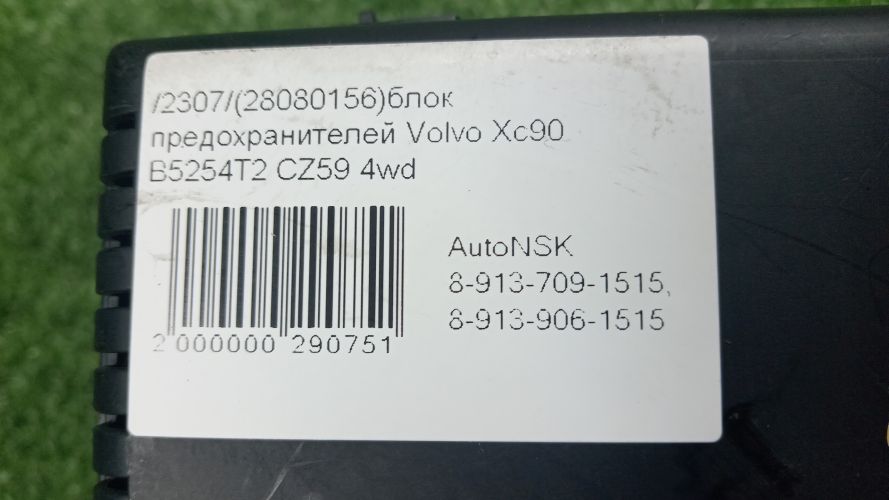 /2307/(28080156)блок
предохранителей Volvo Xc90
B5254T2 CZ59 4wd
AutoNSK
8-913-709-1515,
8-913-906-1515
2 000000 290751